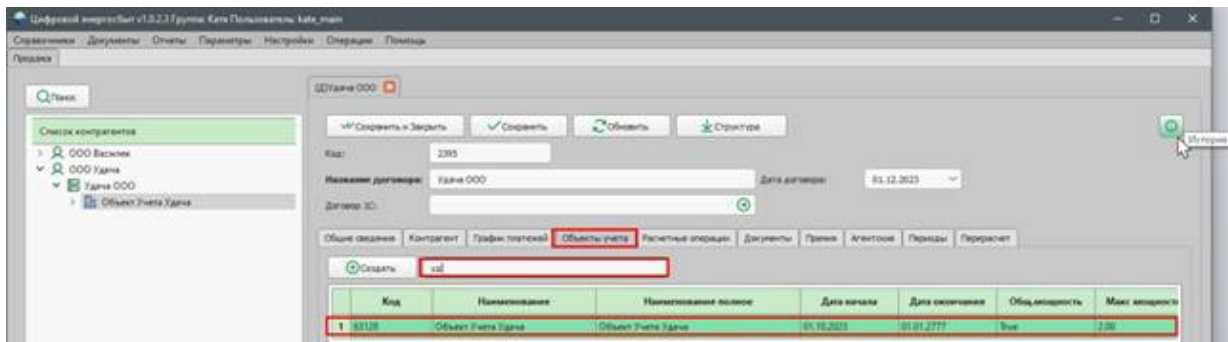 Цифровой энергосбыт v1.0.2.3 Группа: Катя Пользователь: kate_main
Справочники Документы Отчеты Параметры Настройки Операции Помощь
Продажа
Поиск
(Д)Удача ООО
Список контрагентов
Сохранить и Закрыть Сохранить Обновить Структура
История
ООО Василек
Код: 2395
ООО Удача
Удача ООО
Название договора: Удача ООО Дата договора: 01.12.2023
Объект Учета Удача
Договор 1С:
Общие сведения Контрагент График платежей Объекты учета Расчетные операции Документы Премия Агентские Периоды Перерасчет
Создать
Код Наименование Наименование полное Дата начала Дата окончания Общ.мощность Макс мощность
1 63128 Объект Учета Удача Объект Учета Удача 01.10.2023 01.01.2777 True 2.00